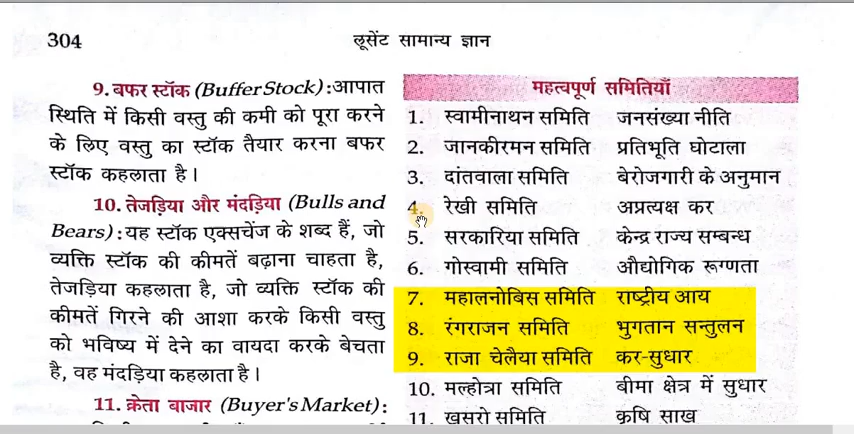 304
लूसेंट सामान्य ज्ञान
9. बफर स्टॉक (Buffer Stock) : आपात
स्थिति में किसी वस्तु की कमी को पूरा करने
के लिए वस्तु का स्टॉक तैयार करना बफर
स्टॉक कहलाता है।
10. तेजड़िया और मंदड़िया (Bulls and
Bears) : यह स्टॉक एक्सचेंज के शब्द हैं, जो
व्यक्ति स्टॉक की कीमतें बढ़ाना चाहता है,
तेजड़िया कहलाता है, जो व्यक्ति स्टॉक की
कीमतें गिरने की आशा करके किसी वस्तु
को भविष्य में देने का वायदा करके बेचता
है, वह मंदड़िया कहलाता है।
11. क्रेता बाजार (Buyer's Market) :
महत्वपूर्ण समितियाँ
1. स्वामीनाथन समिति जनसंख्या नीति
2. जानकीरमन समिति प्रतिभूति घोटाला
3. दांतवाला समिति बेरोजगारी के अनुमान
4. रेखी समिति अप्रत्यक्ष कर
5. सरकारिया समिति केन्द्र राज्य सम्बन्ध
6. गोस्वामी समिति औद्योगिक रूग्णता
7. महालनोबिस समिति राष्ट्रीय आय
8. रंगराजन समिति भुगतान सन्तुलन
9. राजा चेलैया समिति कर-सुधार
10. मल्होत्रा समिति बीमा क्षेत्र में सुधार
11. खुसरो समिति कृषि साख